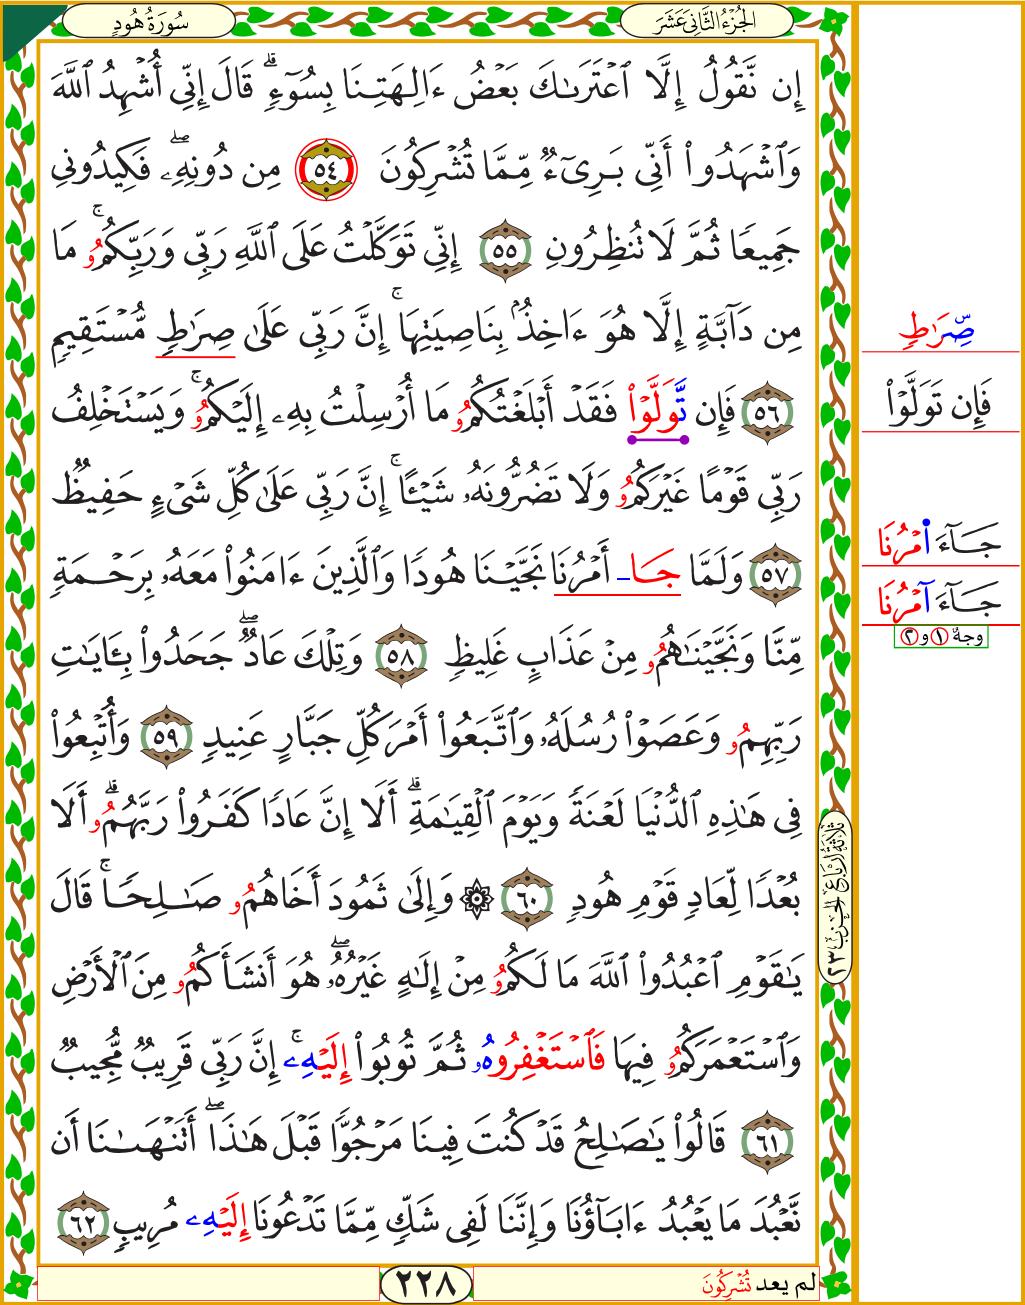 سُورَةُ هُودٍ
الجُزْءُ الثَّانِي عَشَرَ
إِن نَّقُولُ إِلَّا ٱعْتَرَىٰكَ بَعْضُ ءَالِهَتِنَا بِسُوٓءٍۗ قَالَ إِنِّيٓ أُشْهِدُ ٱللَّهَ
وَٱشْهَدُوٓا۟ أَنِّي بَرِيٓءٌ مِّمَّا تُشْرِكُونَ ٥٤ مِن دُونِهِۦۖ فَكِيدُونِي
جَمِيعًا ثُمَّ لَا تُنظِرُونِ ٥٥ إِنِّي تَوَكَّلْتُ عَلَى ٱللَّهِ رَبِّي وَرَبِّكُمُوۚ مَا
مِن دَآبَّةٍ إِلَّا هُوَ ءَاخِذُۢ بِنَاصِيَتِهَآۚ إِنَّ رَبِّي عَلَىٰ صِرَٰطٍ مُّسْتَقِيمٍ
٥٦ فَإِن تَّوَلَّوْا۟ فَقَدْ أَبْلَغْتُكُمُو مَا أُرْسِلْتُ بِهِۦ إِلَيْكُمُوۚ وَيَسْتَخْلِفُ
رَبِّي قَوْمًا غَيْرَكُمُو وَلَا تَضُرُّونَهُۥ شَيْـًٔاۚ إِنَّ رَبِّي عَلَىٰ كُلِّ شَيْءٍ حَفِيظٌ
٥٧ وَلَمَّا جَا أَمْرُنَا نَجَّيْنَا هُودًا وَٱلَّذِينَ ءَامَنُوا۟ مَعَهُۥ بِرَحْمَةٍ
مِّنَّا وَنَجَّيْنَٰهُمُو مِنْ عَذَابٍ غَلِيظٍ ٥٨ وَتِلْكَ عَادٌۖ جَحَدُوا۟ بِـَٔايَٰتِ
رَبِّهِمُو وَعَصَوْا۟ رُسُلَهُۥ وَٱتَّبَعُوٓا۟ أَمْرَ كُلِّ جَبَّارٍ عَنِيدٍ ٥٩ وَأُتْبِعُوا۟
فِي هَٰذِهِ ٱلدُّنْيَا لَعْنَةً وَيَوْمَ ٱلْقِيَٰمَةِۗ أَلَا إِنَّ عَادًا كَفَرُوا۟ رَبَّهُمُوۗ أَلَا
بُعْدًا لِّعَادٍ قَوْمِ هُودٍ ٦٠ ۞ وَإِلَىٰ ثَمُودَ أَخَاهُمُو صَٰلِحًاۚ قَالَ
يَٰقَوْمِ ٱعْبُدُوا۟ ٱللَّهَ مَا لَكُمُو مِنْ إِلَٰهٍ غَيْرُهُۥۖ هُوَ أَنشَأَكُمُو مِنَ ٱلْأَرْضِ
وَٱسْتَعْمَرَكُمُو فِيهَا فَٱسْتَغْفِرُوهُۥ ثُمَّ تُوبُوٓا۟ إِلَيْهِۦۚ إِنَّ رَبِّي قَرِيبٌ مُّجِيبٌ
٦١ قَالُوا۟ يَٰصَٰلِحُ قَدْ كُنتَ فِينَا مَرْجُوًّا قَبْلَ هَٰذَاۖ أَتَنْهَىٰنَا أَن
نَّعْبُدَ مَا يَعْبُدُ ءَابَآؤُنَا وَإِنَّنَا لَفِي شَكٍّ مِّمَّا تَدْعُونَا إِلَيْهِۦ مُرِيبٍ ٦٢
صِّرَٰطٍ
فَإِن تَوَلَّوْا۟
جَآءَ اَمْرُنَا
جَآءَ آمْرُنَا
وجهٌ ١ و ٢
ثلاثة أرباع الحزب ٢٣
لم يعد تُشْرِكُونَ
٢٢٨